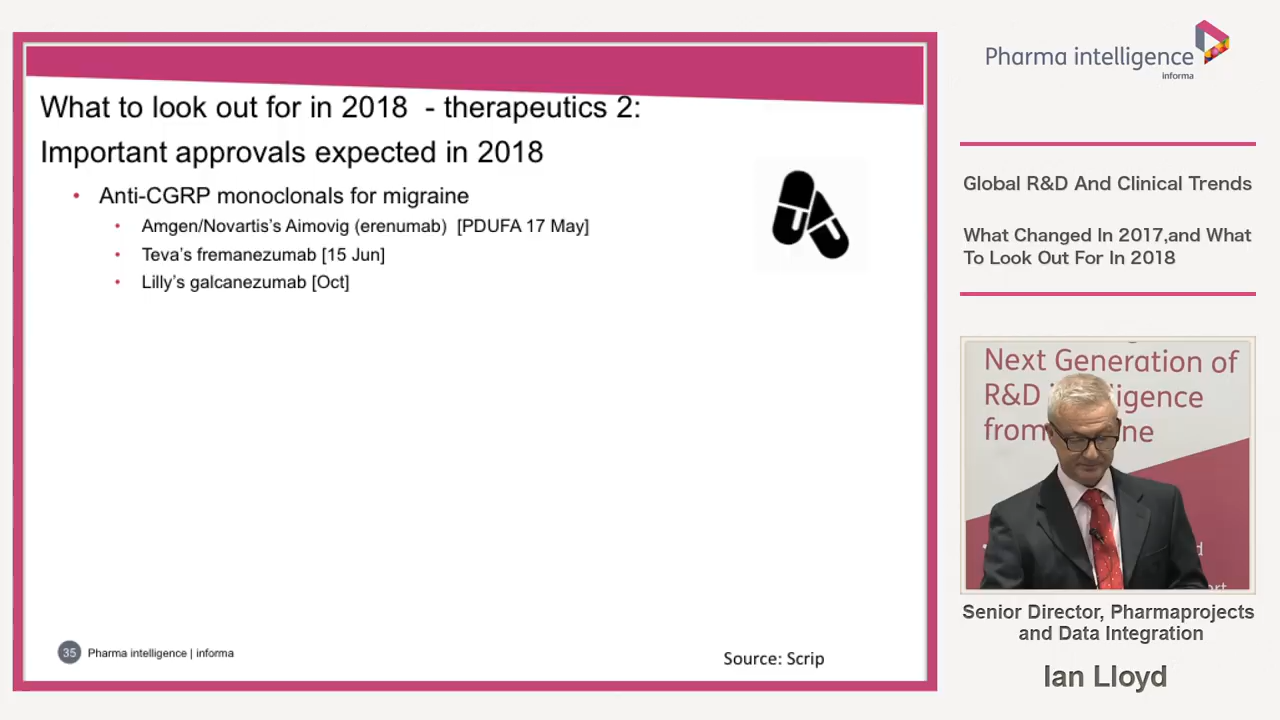 What to look out for in 2018 - therapeutics 2:
Important approvals expected in 2018
• Anti-CGRP monoclonals for migraine
• Amgen/Novartis's Aimovig (erenumab) [PDUFA 17 May]
• Teva's fremanezumab [15 Jun]
• Lilly's galcanezumab [Oct]
35 Pharma intelligence | informa
Source: Scrip
Pharma intelligence
informa
Global R&D And Clinical Trends
What Changed In 2017,and What
To Look Out For In 2018
Next Generation of
R&D
from
Senior Director, Pharmaprojects
and Data Integration
Ian Lloyd